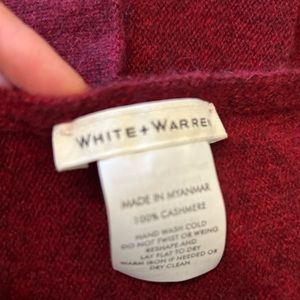 WHITE + WARREN
MADE IN MYANMAR
100% CASHMERE
HAND WASH COLD
DO NOT TWIST OR WRING
RESHAPE AND
LAY FLAT TO DRY
WARM IRON IF NEEDED OR
DRY CLEAN